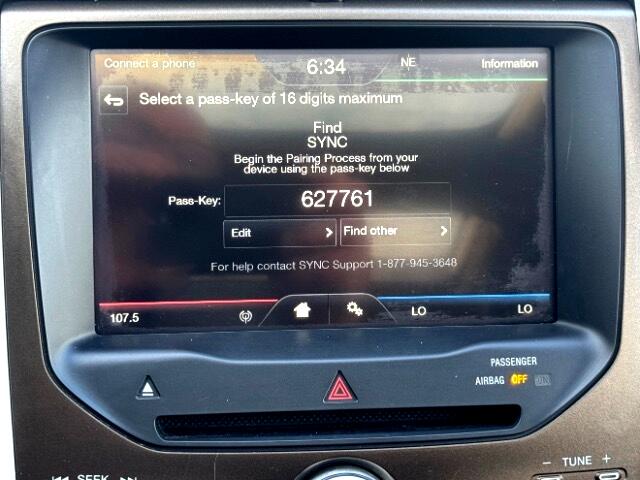 Connect a phone
6:34
NE
Information
Select a pass-key of 16 digits maximum
Find
SYNC
Begin the Pairing Process from your
device using the pass-key below
Pass-Key: 627761
Edit
Find other
For help contact SYNC Support 1-877-945-3648
107.5
LO
LO
PASSENGER
AIRBAG OFF ON
SEEK
- TUNE +